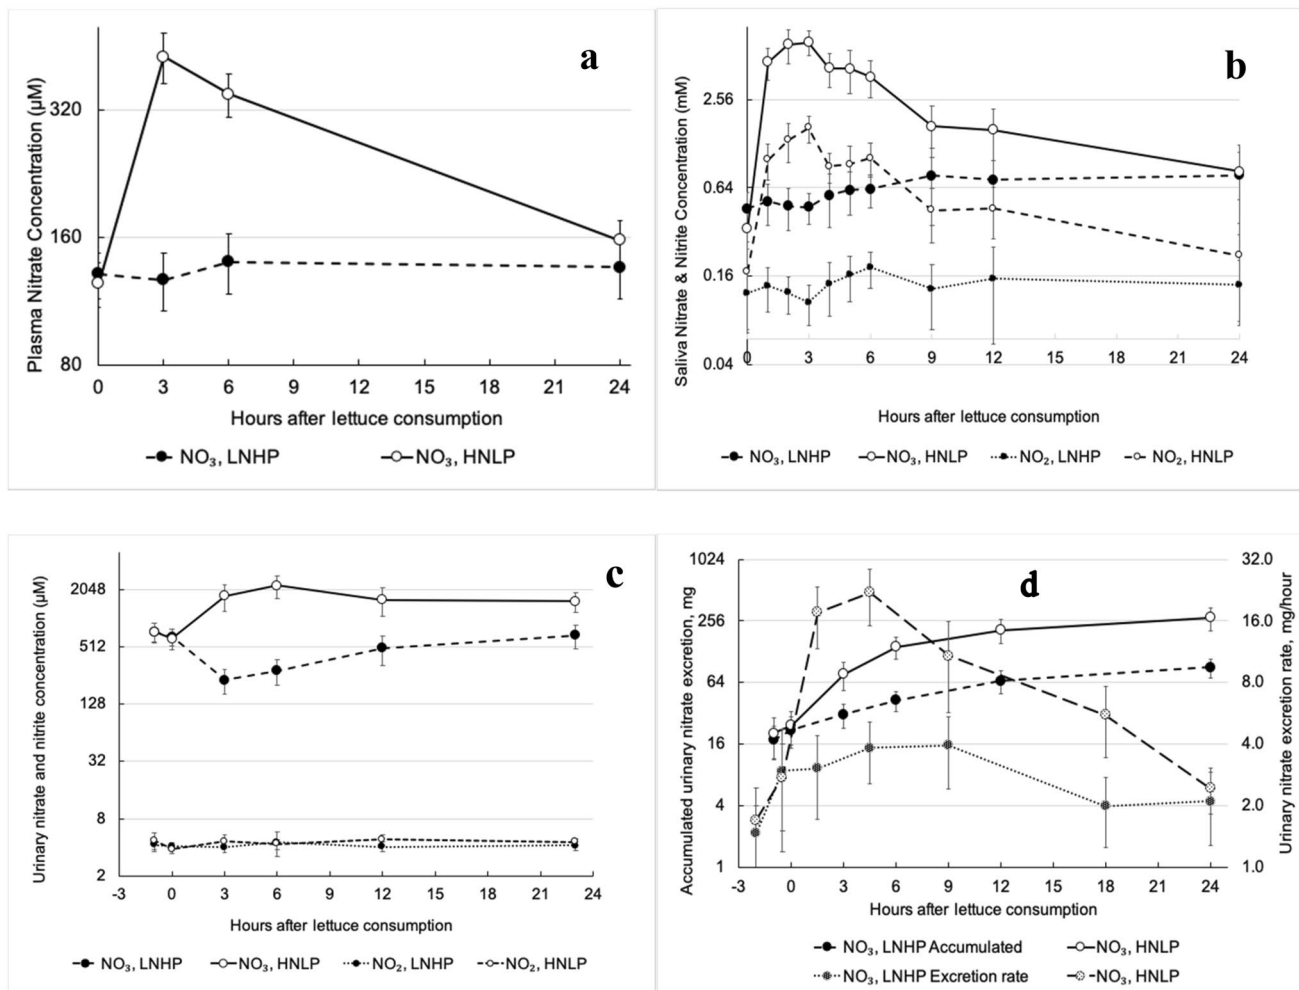 a
Plasma Nitrate Concentration (μM)
320
160
80
0 3 6 9 12 15 18 21 24
Hours after lettuce consumption
NO₃, LNHP NO₃, HNLP
b
Saliva Nitrate & Nitrite Concentration (mM)
2.56
0.64
0.16
0.04
0 3 6 9 12 24
Hours after lettuce consumption
NO₃, LNHP NO₃, HNLP NO₂, LNHP NO₂, HNLP
c
Urinary nitrate and nitrite concentration (μM)
2048
512
128
32
8
2
-3 0 3 6 9 12 15 18 21 24
Hours after lettuce consumption
NO₃, LNHP NO₃, HNLP NO₂, LNHP NO₂, HNLP
d
Accumulated urinary nitrate excretion, mg
1024
256
64
16
4
1
32.0
16.0
8.0
4.0
2.0
1.0
Urinary nitrate excretion rate, mg/hour
-3 0 3 6 9 12 15 18 21 24
Hours after lettuce consumption
NO₃, LNHP Accumulated NO₃, HNLP
NO₃, LNHP Excretion rate NO₃, HNLP